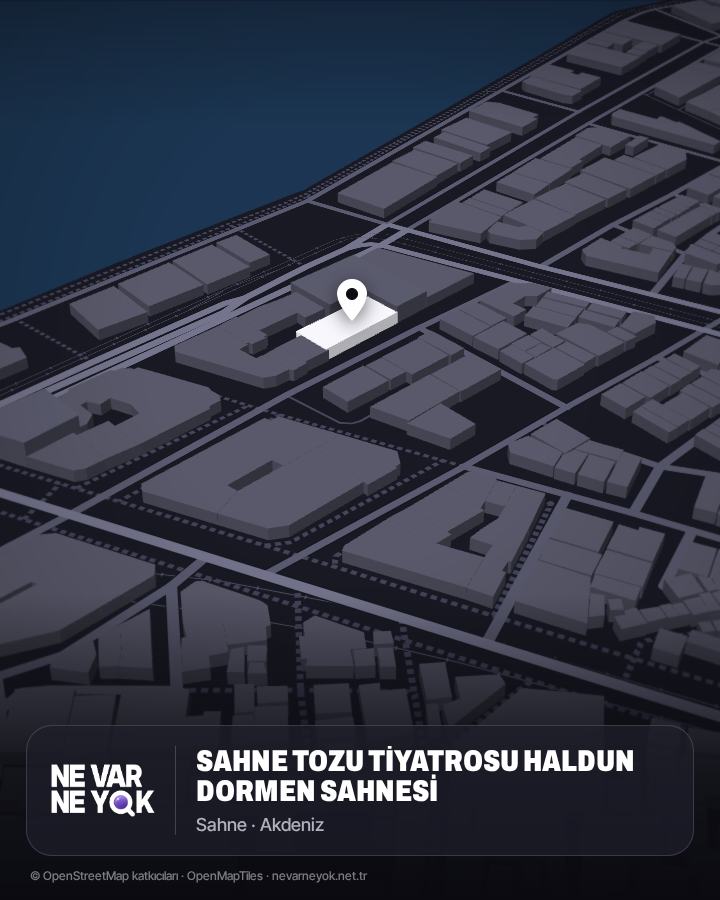 NE VAR
NE YOK
SAHNE TOZU TİYATROSU HALDUN
DORMEN SAHNESİ
Sahne · Akdeniz
© OpenStreetMap katkıcıları · OpenMapTiles · nevarneyok.net.tr